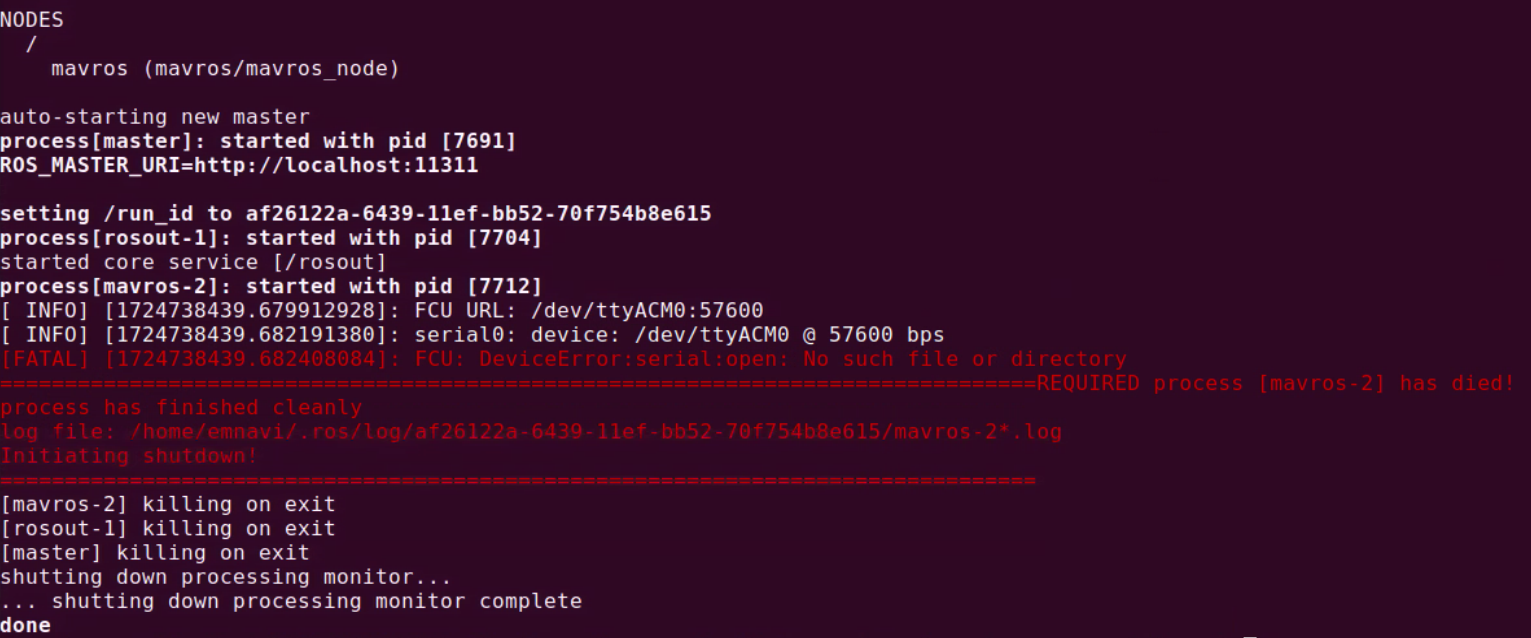 NODES
  /
    mavros (mavros/mavros_node)

auto-starting new master
process[master]: started with pid [7691]
ROS_MASTER_URI=http://localhost:11311

setting /run_id to af26122a-6439-11ef-bb52-70f754b8e615
process[rosout-1]: started with pid [7704]
started core service [/rosout]
process[mavros-2]: started with pid [7712]
[ INFO] [1724738439.679912928]: FCU URL: /dev/ttyACM0:57600
[ INFO] [1724738439.682191380]: serial0: device: /dev/ttyACM0 @ 57600 bps
[FATAL] [1724738439.682408084]: FCU: DeviceError:serial:open: No such file or directory
================================================================================REQUIRED process [mavros-2] has died!
process has finished cleanly
log file: /home/emnavi/.ros/log/af26122a-6439-11ef-bb52-70f754b8e615/mavros-2*.log
Initiating shutdown!
================================================================================
[mavros-2] killing on exit
[rosout-1] killing on exit
[master] killing on exit
shutting down processing monitor...
... shutting down processing monitor complete
done